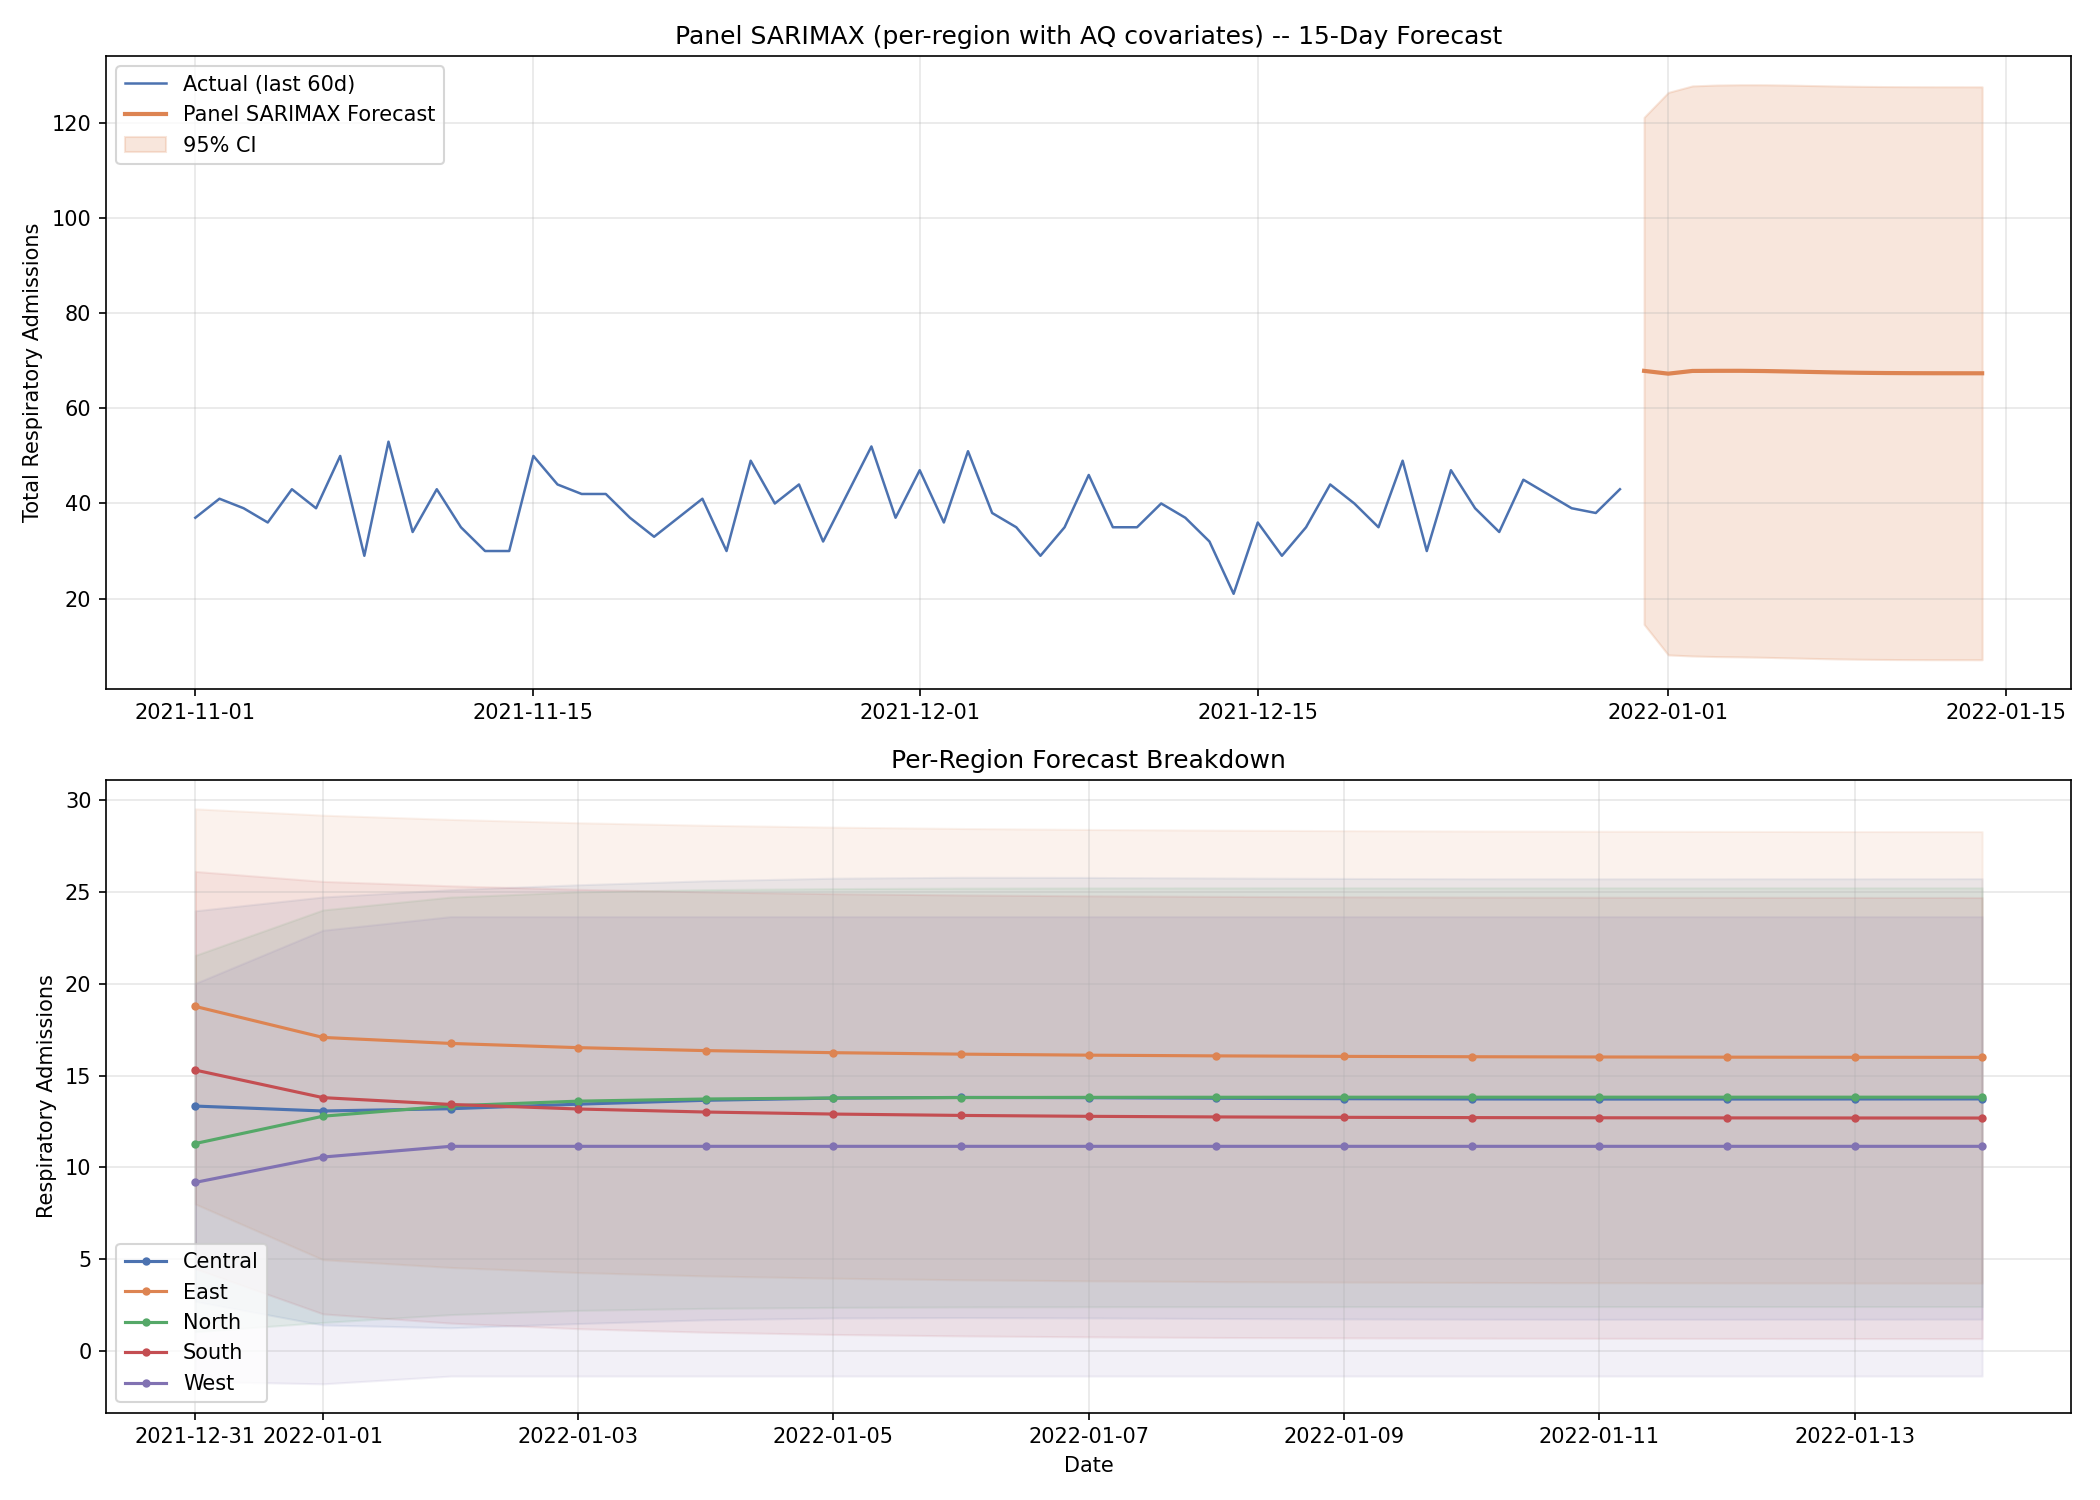 Panel SARIMAX (per-region with AQ covariates) -- 15-Day Forecast
Actual (last 60d)
Panel SARIMAX Forecast
95% CI
Total Respiratory Admissions
120
100
80
60
40
20
2021-11-01
2021-11-15
2021-12-01
2021-12-15
2022-01-01
2022-01-15
Per-Region Forecast Breakdown
Respiratory Admissions
30
25
20
15
10
5
0
Central
East
North
South
West
2021-12-31
2022-01-01
2022-01-03
2022-01-05
2022-01-07
2022-01-09
2022-01-11
2022-01-13
Date